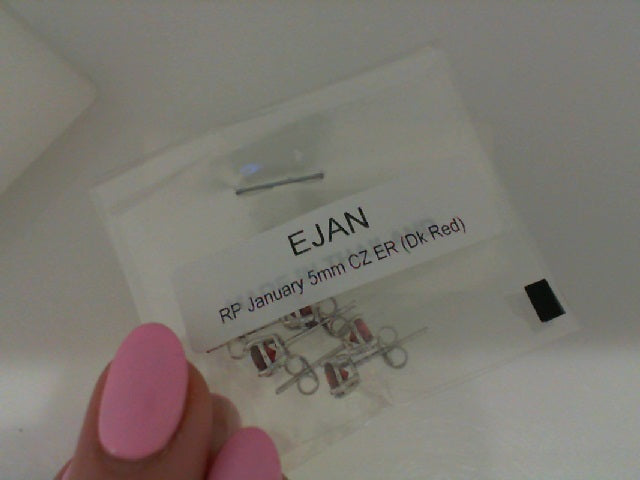 EJAN
RP January 5mm CZ ER (Dk Red)